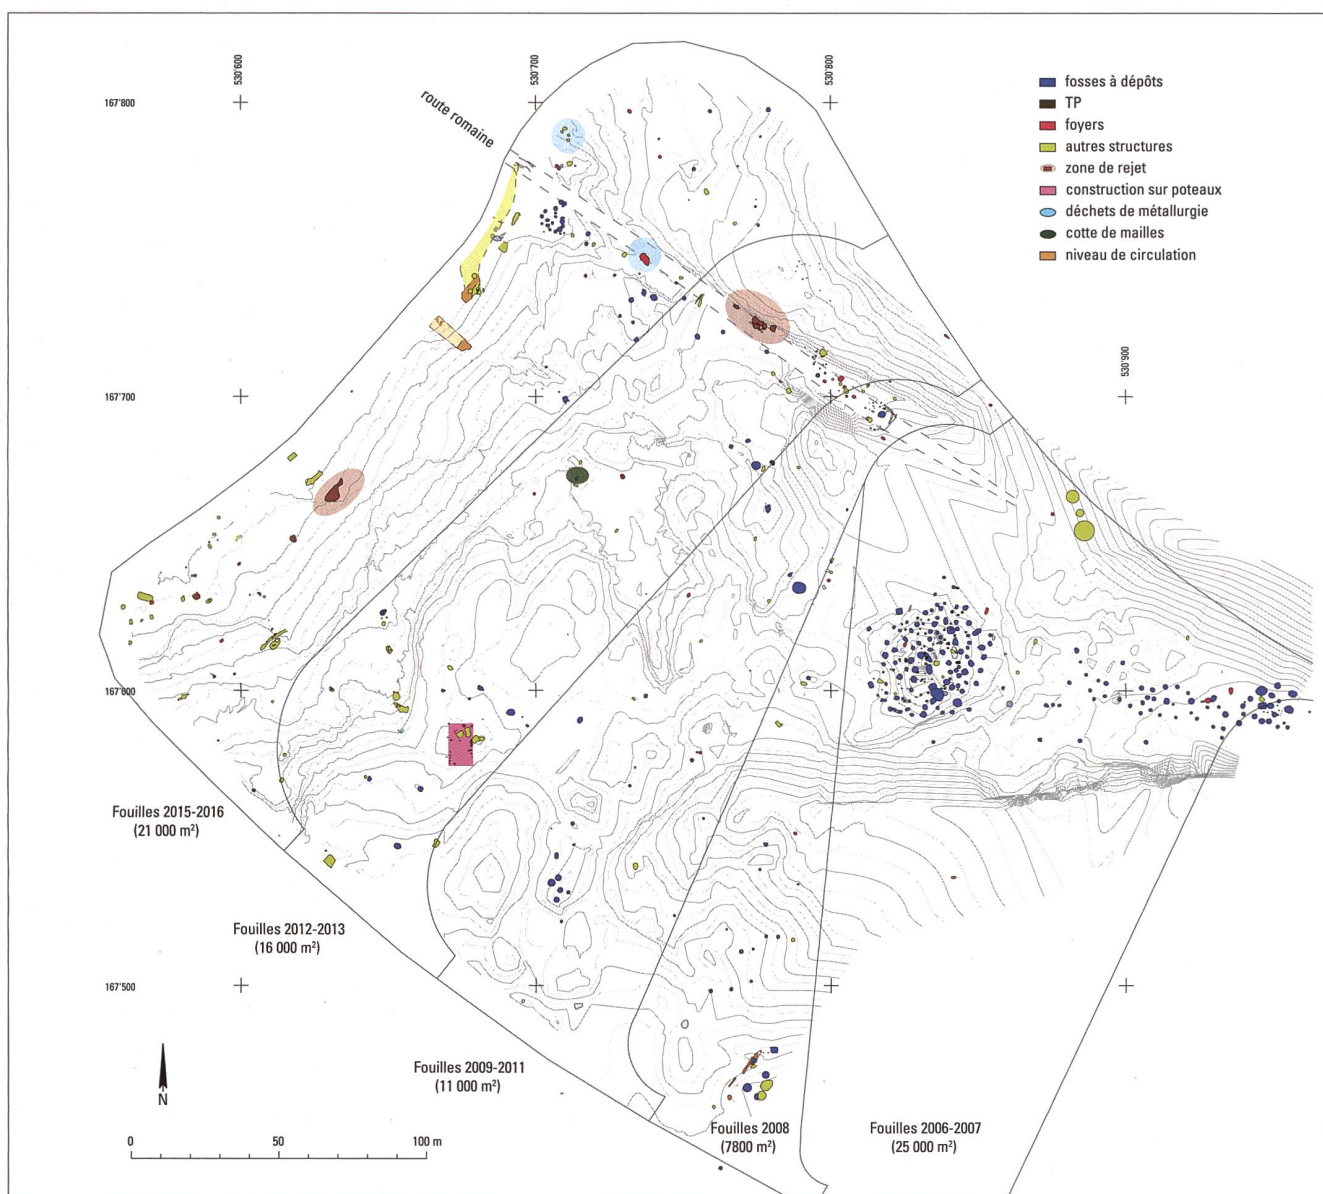 530'600
530'700
530'800
167'800
route romaine
fosses à dépôts
TP
foyers
autres structures
zone de rejet
construction sur poteaux
déchets de métallurgie
cotte de mailles
niveau de circulation
530'900
167'700
167'600
Fouilles 2015-2016
(21 000 m²)
Fouilles 2012-2013
(16 000 m²)
167'500
Fouilles 2009-2011
(11 000 m²)
N
Fouilles 2008
(7800 m²)
Fouilles 2006-2007
(25 000 m²)
0 50 100 m